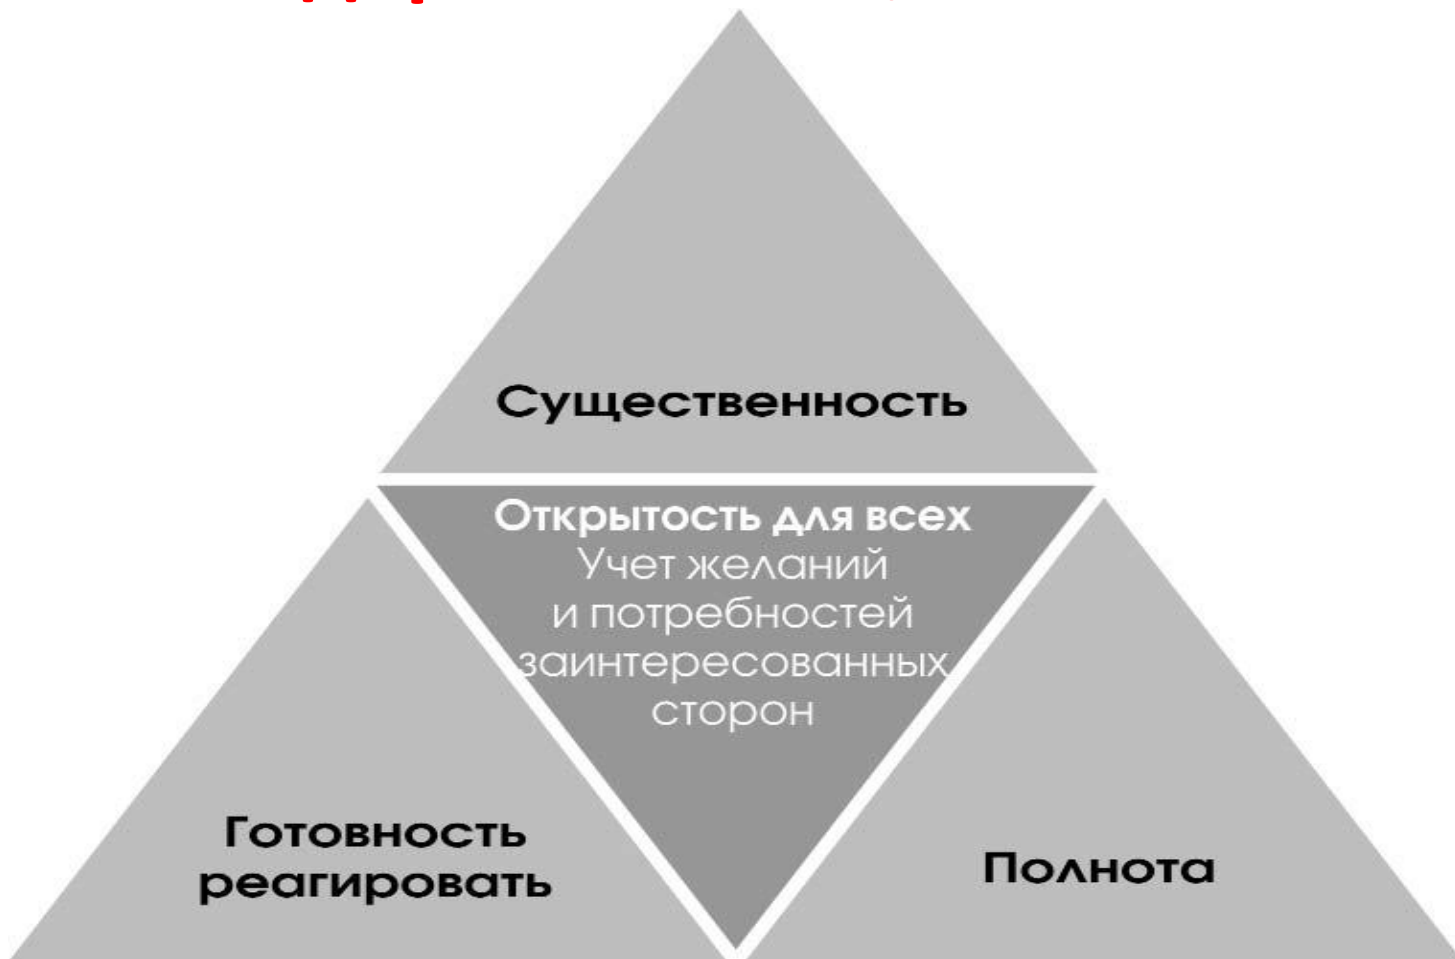 Существенность
Открытость для всех
Учет желаний
и потребностей
заинтересованных
сторон
Готовность
реагировать
Полнота